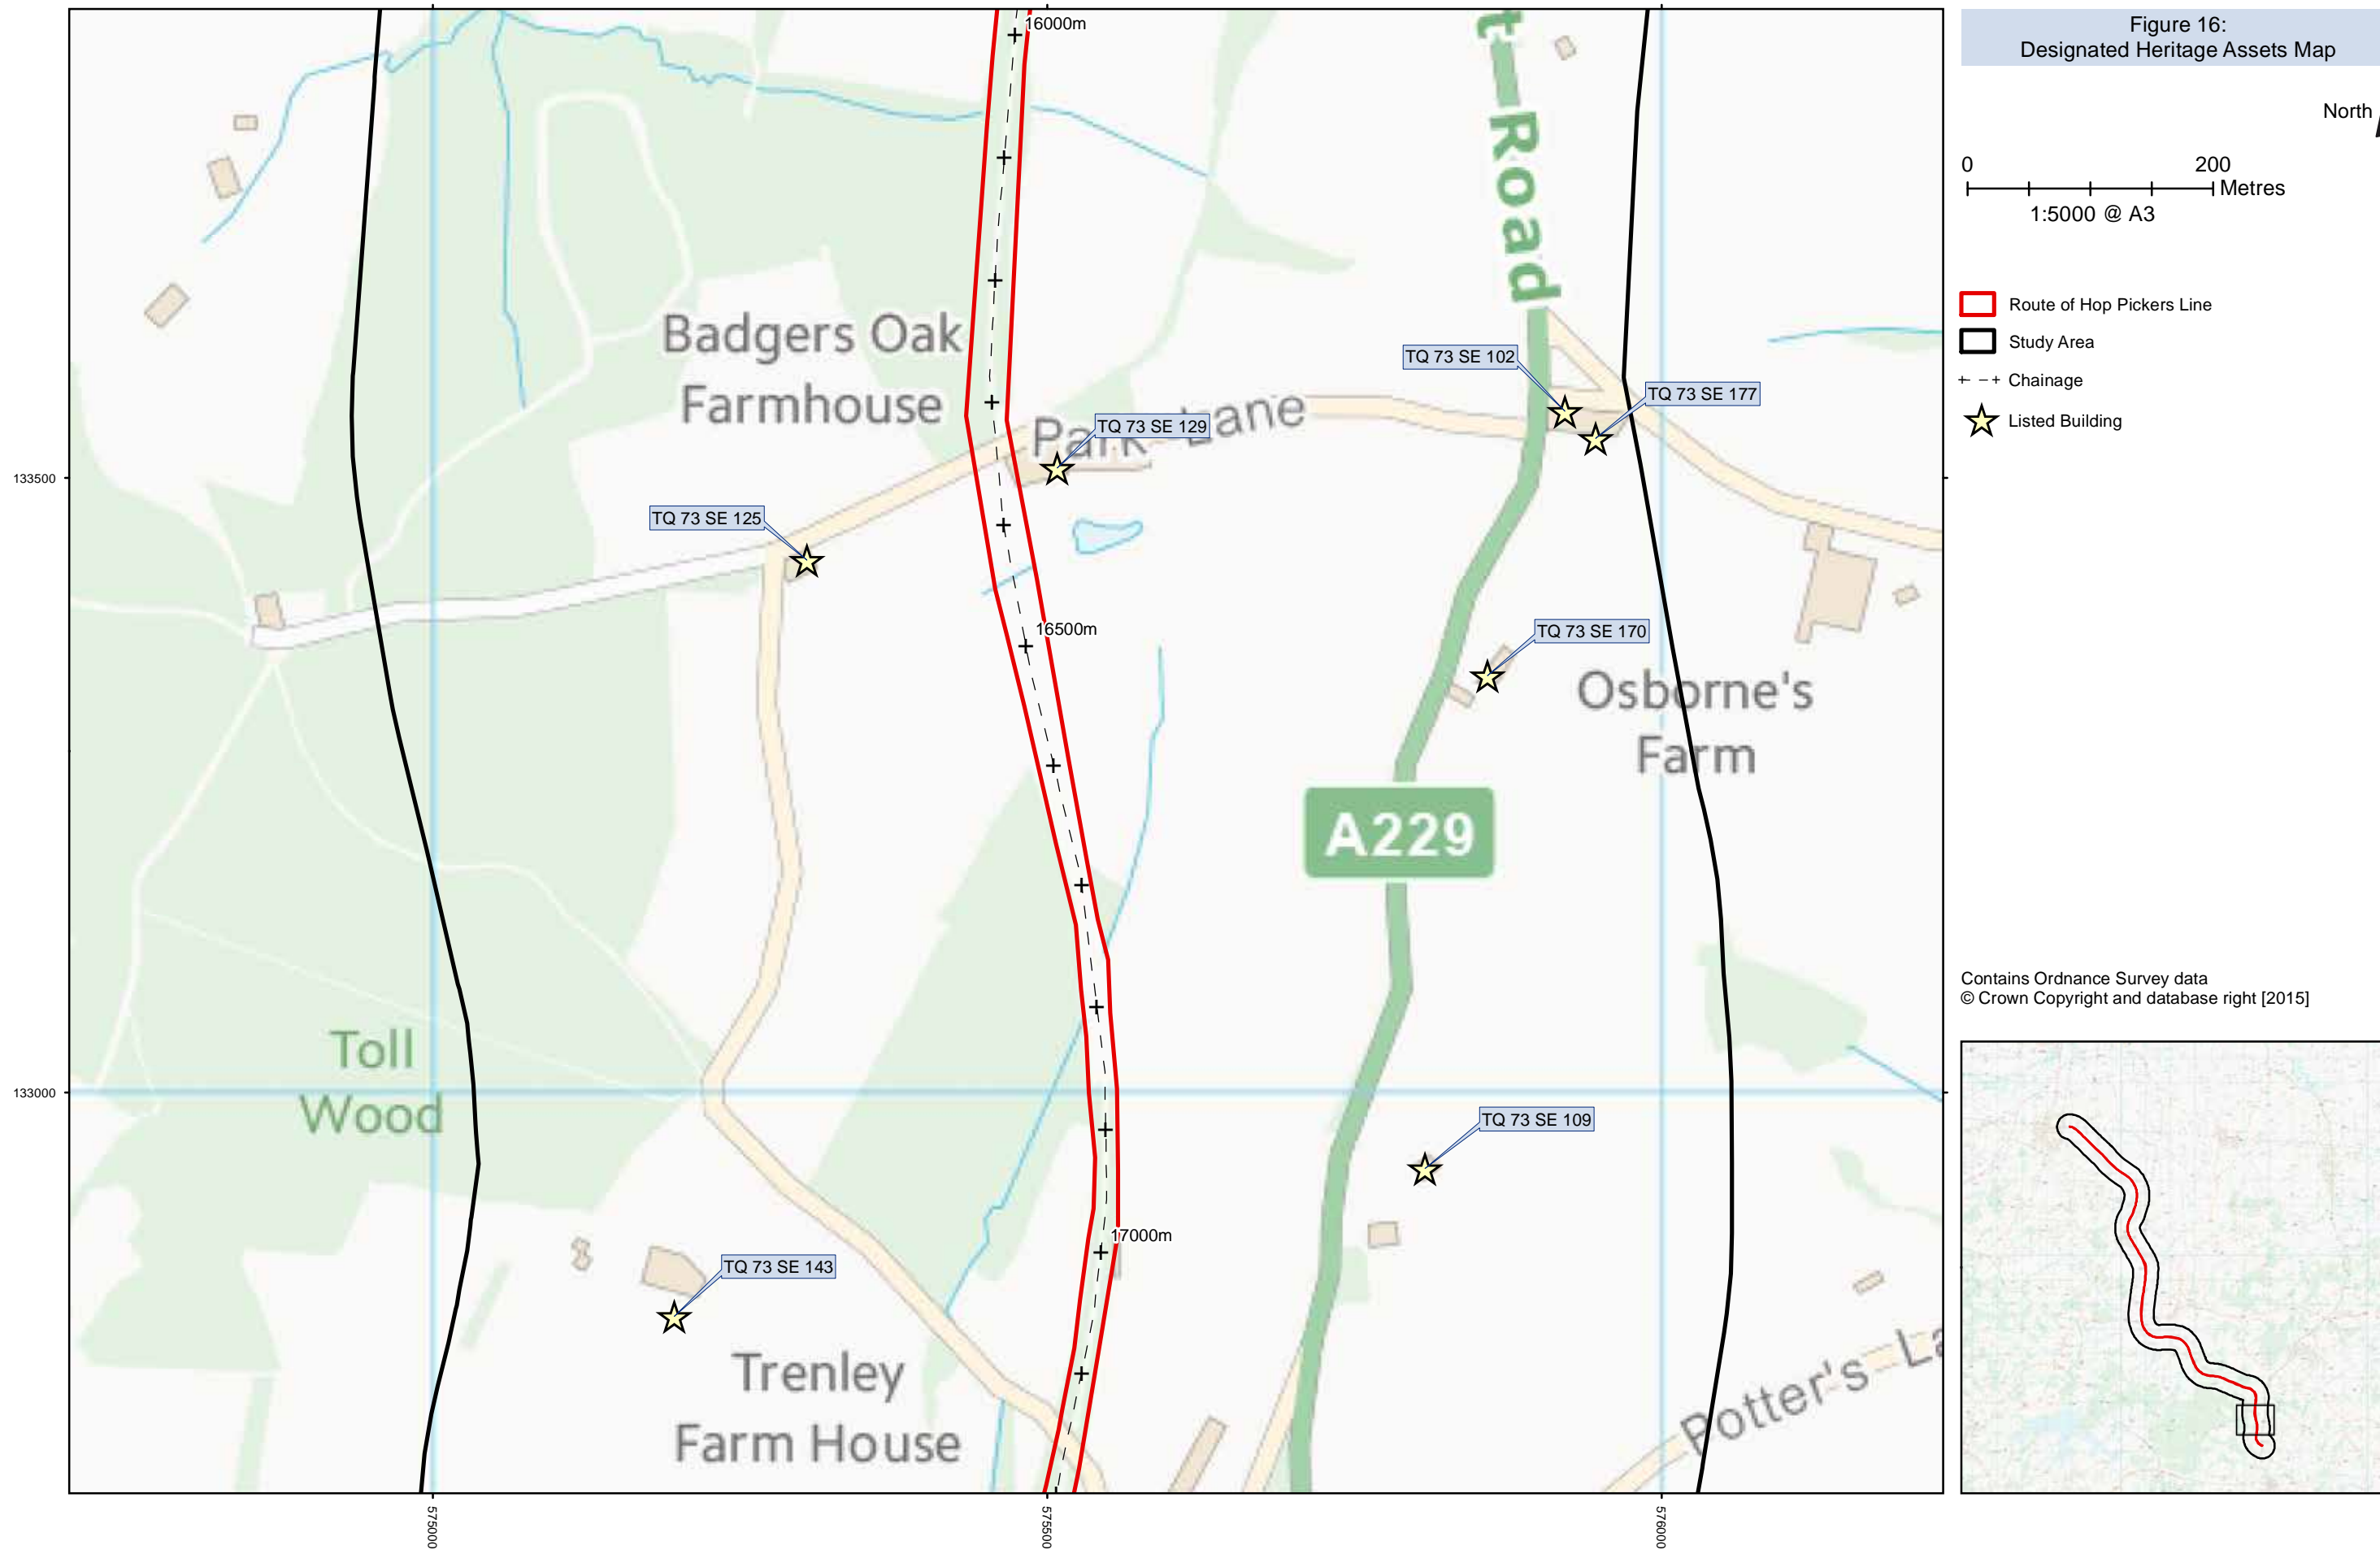 Figure 16:
Designated Heritage Assets Map
North
0 200
Metres
1:5000 @ A3
Route of Hop Pickers Line
Study Area
Chainage
Listed Building
Contains Ordnance Survey data
© Crown Copyright and database right [2015]
16000m
t Road
Badgers Oak
Farmhouse
TQ 73 SE 102
TQ 73 SE 177
Park Lane
TQ 73 SE 129
133500
TQ 73 SE 125
16500m
TQ 73 SE 170
Osborne's
Farm
A229
Toll
Wood
133000
TQ 73 SE 109
17000m
TQ 73 SE 143
Trenley
Farm House
Potter's La
575000
575500
576000